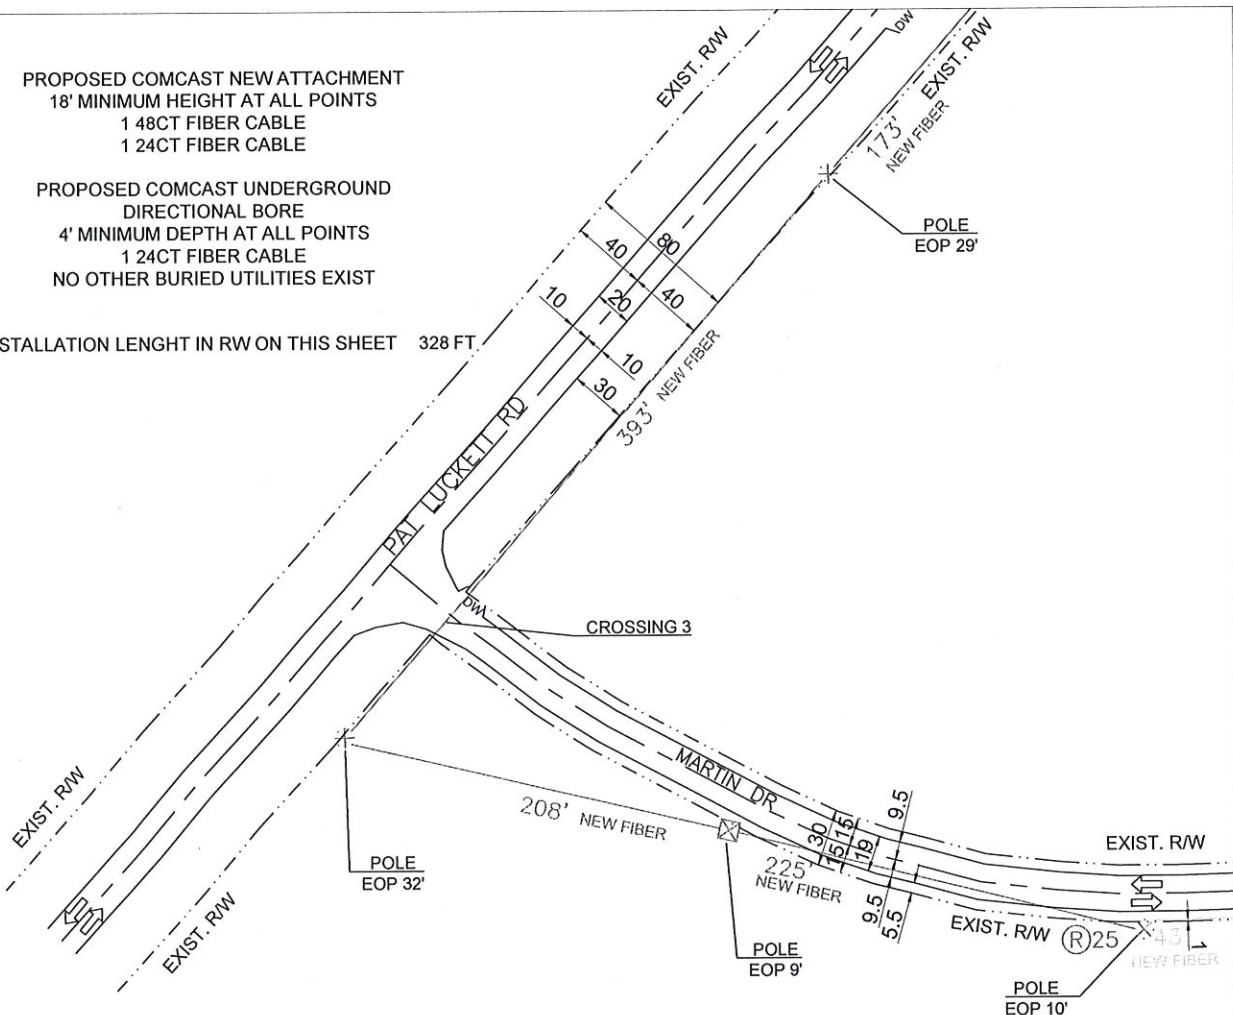 PROPOSED COMCAST NEW ATTACHMENT
18' MINIMUM HEIGHT AT ALL POINTS
1 48CT FIBER CABLE
1 24CT FIBER CABLE
PROPOSED COMCAST UNDERGROUND
DIRECTIONAL BORE
4' MINIMUM DEPTH AT ALL POINTS
1 24CT FIBER CABLE
NO OTHER BURIED UTILITIES EXIST
STALLATION LENGHT IN RW ON THIS SHEET 328 FT
EXIST. R/W
DW
EXIST. R/W
173'
NEW FIBER
POLE
EOP 29'
80
40
40
20
10
10
30
393' NEW FIBER
PAT LUCKETT RD
DW
CROSSING 3
MARTIN DR
EXIST. R/W
EXIST. R/W
POLE
EOP 32'
208' NEW FIBER
225'
NEW FIBER
POLE
EOP 9'
30
15
15
19
9.5
9.5
5.5
EXIST. R/W
EXIST. R/W
R 25
43
NEW FIBER
1
POLE
EOP 10'